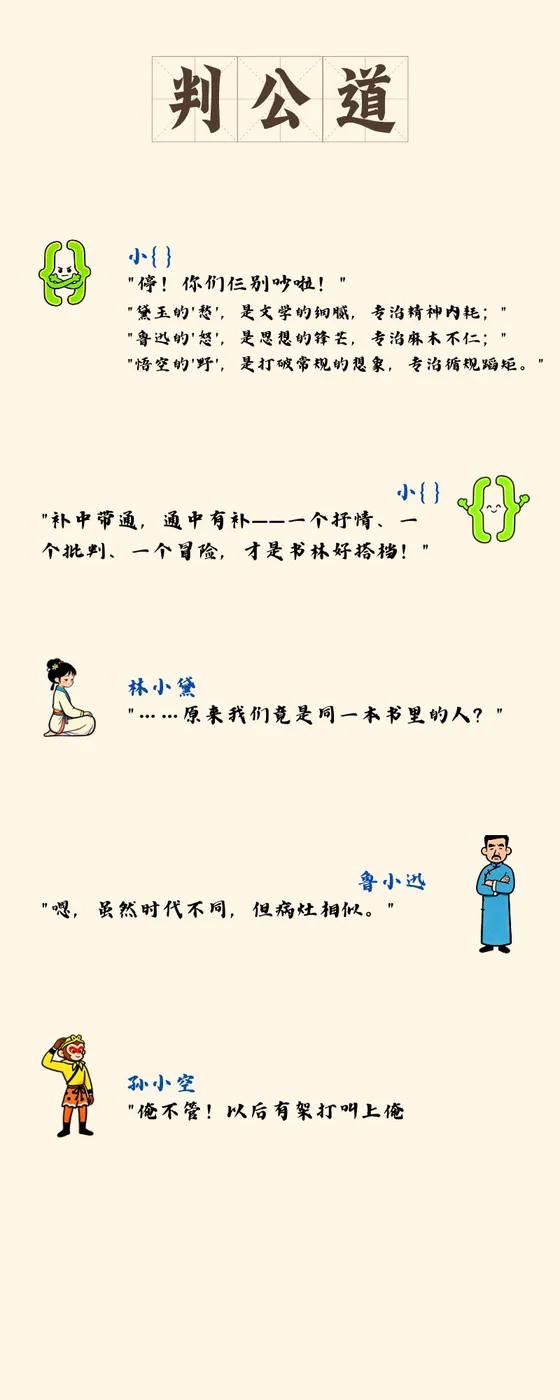 判公道
小{ }
"停！你们仨别吵啦！"
"黛玉的'愁'，是文学的细腻，专治精神内耗；"
"鲁迅的'怒'，是思想的锋芒，专治麻木不仁；"
"悟空的'野'，是打破常规的想象，专治循规蹈矩。"
小{ }
"补中带通，通中有补——一个抒情、一
个批判、一个冒险，才是书林好搭档！"
林小黛
"……原来我们竟是同一本书里的人？"
鲁小迅
"嗯，虽然时代不同，但病灶相似。"
孙小空
"俺不管！以后有架打叫上俺